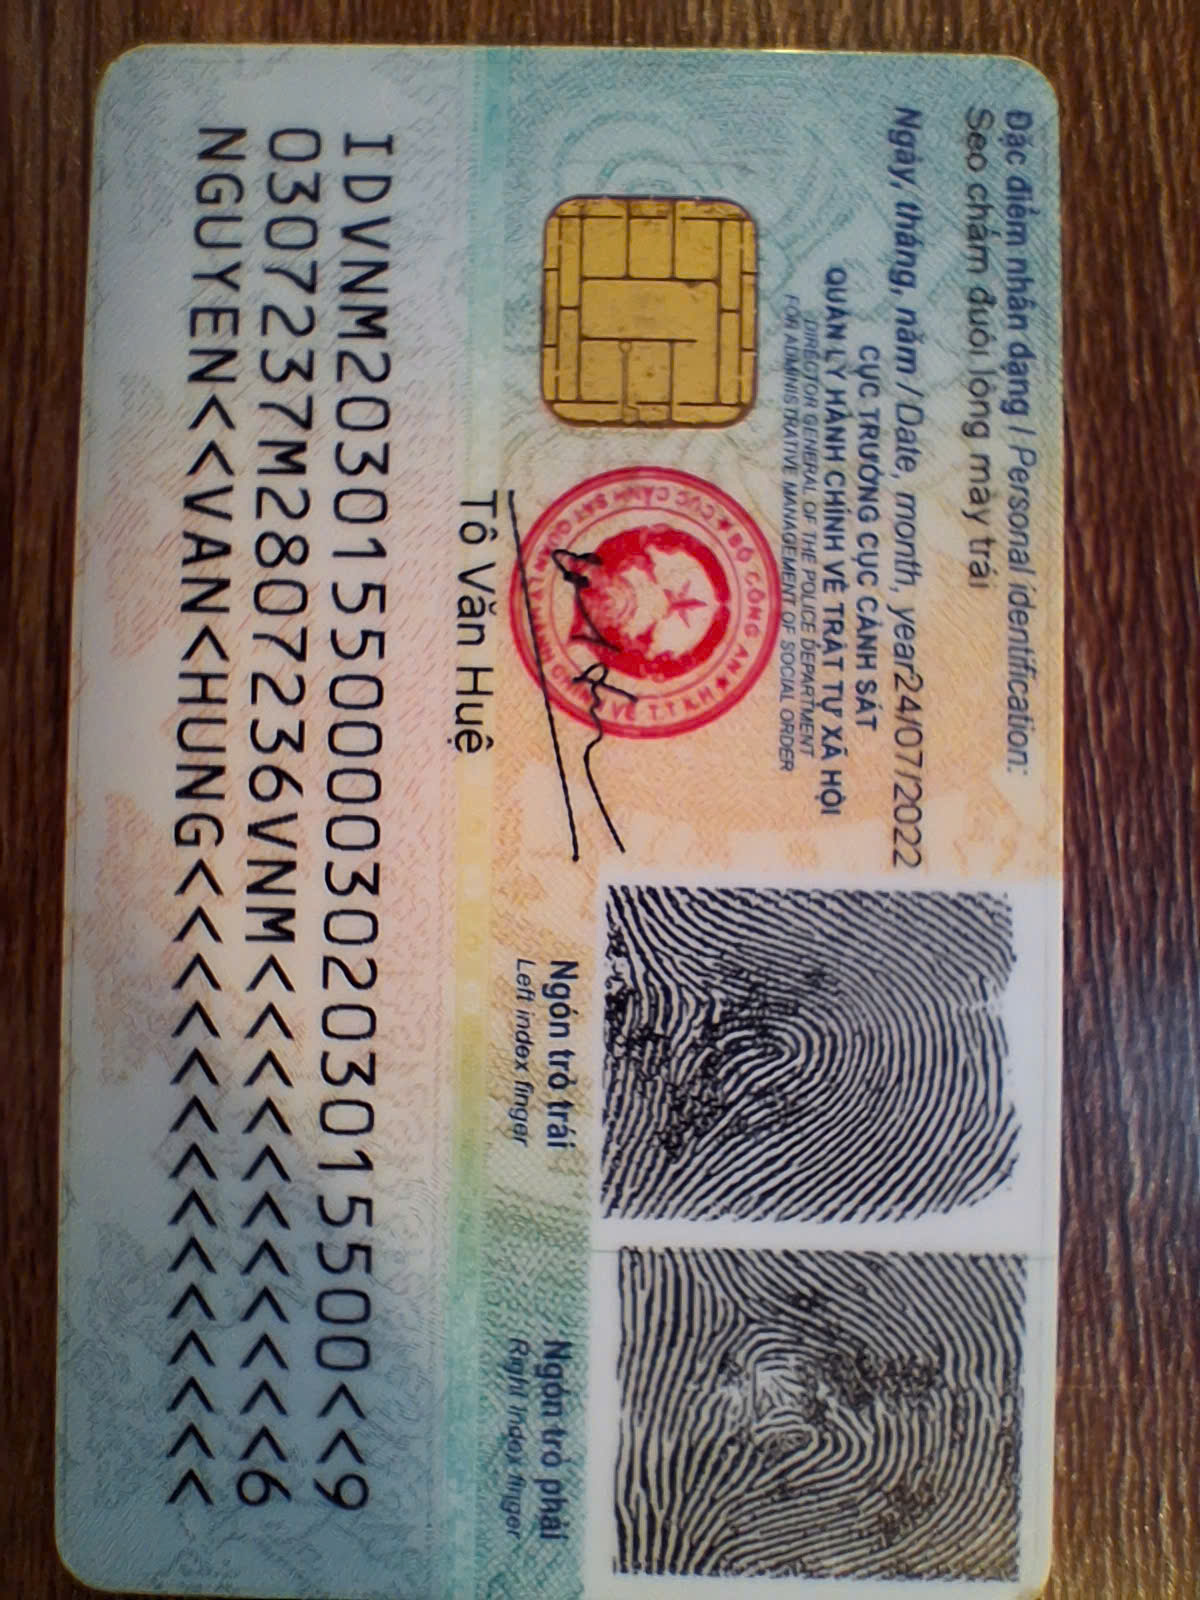 Đặc điểm nhân dạng / Personal identification:
Sẹo chấm đuôi lông mày trái
Ngày, tháng, năm / Date, month, year24/07/2022
CỤC TRƯỞNG CỤC CẢNH SÁT
QUẢN LÝ HÀNH CHÍNH VỀ TRẬT TỰ XÃ HỘI
DIRECTOR GENERAL OF THE POLICE DEPARTMENT
FOR ADMINISTRATIVE MANAGEMENT OF SOCIAL ORDER
BỘ CÔNG AN
CỤC CẢNH SÁT QUẢN LÝ HÀNH CHÍNH VỀ T.T.X.H
Tô Văn Huệ
Ngón trỏ trái
Left index finger
Ngón trỏ phải
Right index finger
IDVNM2030155000030203015500<<9
0307237M2807236VNM<<<<<<<<<<<6
NGUYEN<<VAN<HUNG<<<<<<<<<<<<<<